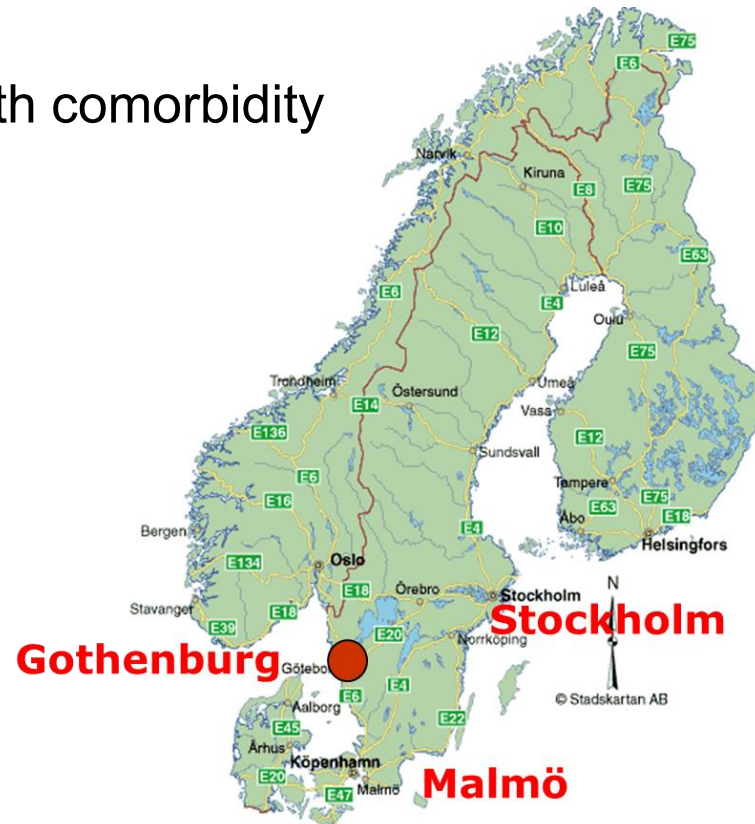 th comorbidity
E75
E6
Narvik
Kiruna
E8
E75
E10
E63
E6
Luleå
E4
Oulu
E12
E75
Trondheim
Östersund
Umeå
E14
Vasa
E136
E12
Sundsvall
E6
Tampere
E16
E75
E63
E18
Åbo
E4
Bergen
Helsingfors
Oslo
E134
N
E18
Örebro
Stockholm
Stavanger
E18
Stockholm
E39
E20
Norrköping
Gothenburg
Götebo
E4
E6
© Stadskartan AB
Aalborg
E22
E45
Århus
Köpenhamn
E20
Malmö
Malmö
E47